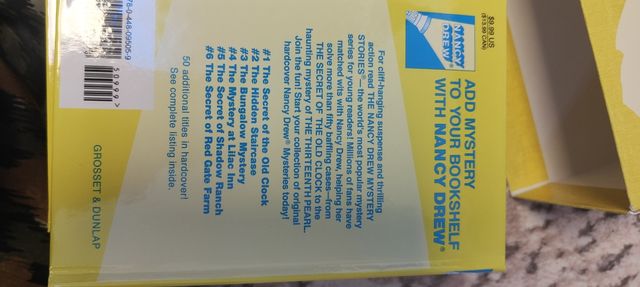 $9.99 US
($13.99 CAN)
NANCY
DREW
ADD MYSTERY
TO YOUR BOOKSHELF
WITH NANCY DREW®
For cliff-hanging suspense and thrilling
action read THE NANCY DREW MYSTERY
STORIES®—the world's most popular mystery
series for young readers! Millions of fans have
matched wits with Nancy Drew, helping her
solve more than fifty baffling cases—from
THE SECRET OF THE OLD CLOCK to the
haunting mystery of THE THIRTEENTH PEARL.
Join the fun! Start your collection of original
hardcover Nancy Drew® Mysteries today!
#1 The Secret of the Old Clock
#2 The Hidden Staircase
#3 The Bungalow Mystery
#4 The Mystery at Lilac Inn
#5 The Secret of Shadow Ranch
#6 The Secret of Red Gate Farm
50 additional titles in hardcover!
See complete listing inside.
GROSSET & DUNLAP
50999>